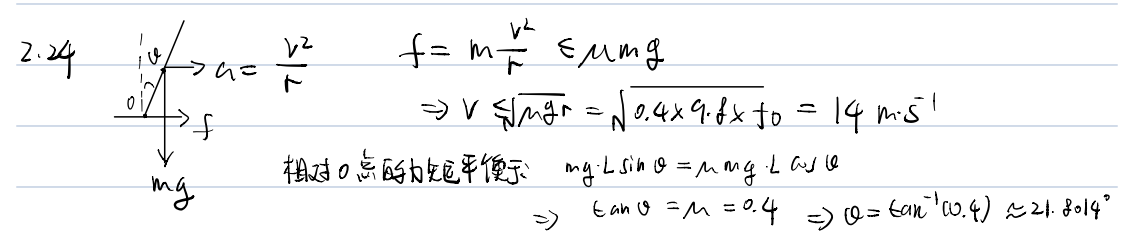 2.24 θ a = v²/r f = m v²/r ≤ μmg
0 f ⇒ v ≤ √μgr = √0.4×9.8×50 = 14 m·s⁻¹
mg 相对0点的力矩平衡 mg·L sin θ = μmg·L cos θ
⇒ tan θ = μ = 0.4 ⇒ θ = tan⁻¹(0.4) ≈ 21.8014°